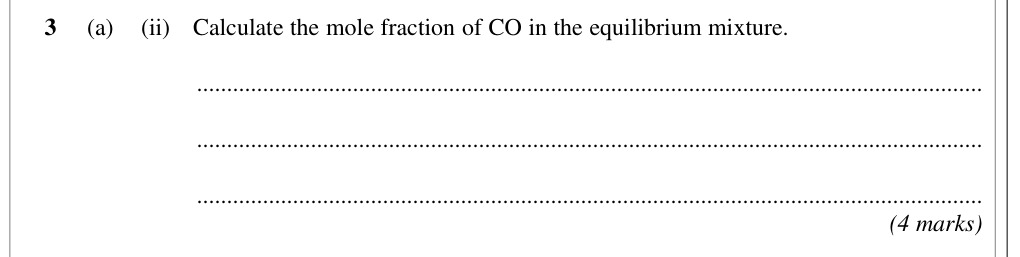 3 (a) (ii) Calculate the mole fraction of CO in the equilibrium mixture.
(4 marks)